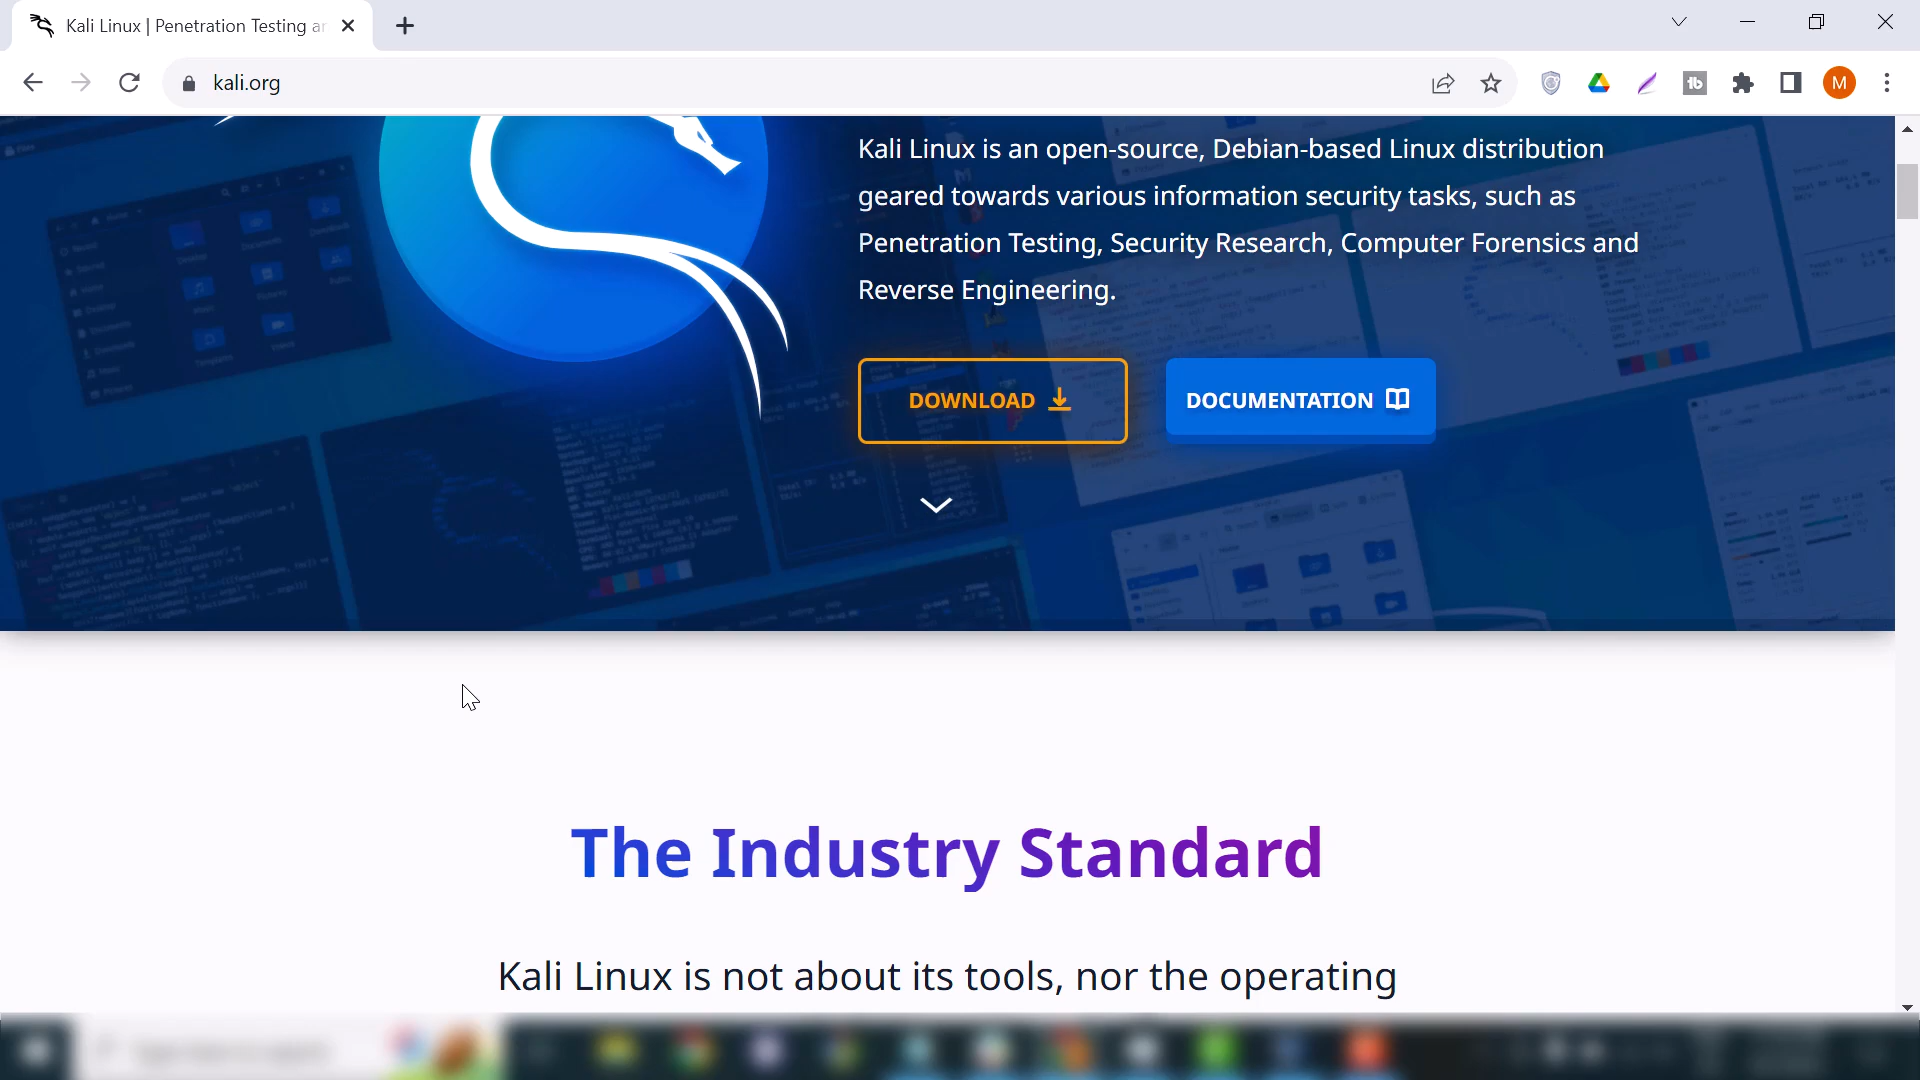 Kali Linux | Penetration Testing ar
kali.org
M
Kali Linux is an open-source, Debian-based Linux distribution
geared towards various information security tasks, such as
Penetration Testing, Security Research, Computer Forensics and
Reverse Engineering.
DOWNLOAD
DOCUMENTATION
The Industry Standard
Kali Linux is not about its tools, nor the operating